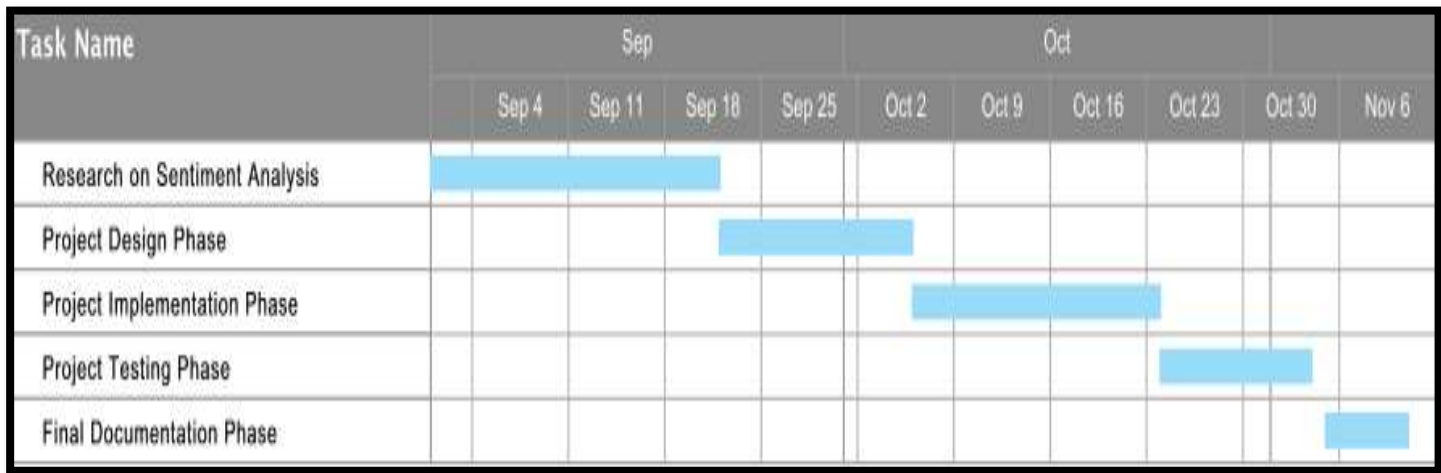 Task Name
Sep Oct
Sep 4 Sep 11 Sep 18 Sep 25 Oct 2 Oct 9 Oct 16 Oct 23 Oct 30 Nov 6
Research on Sentiment Analysis
Project Design Phase
Project Implementation Phase
Project Testing Phase
Final Documentation Phase